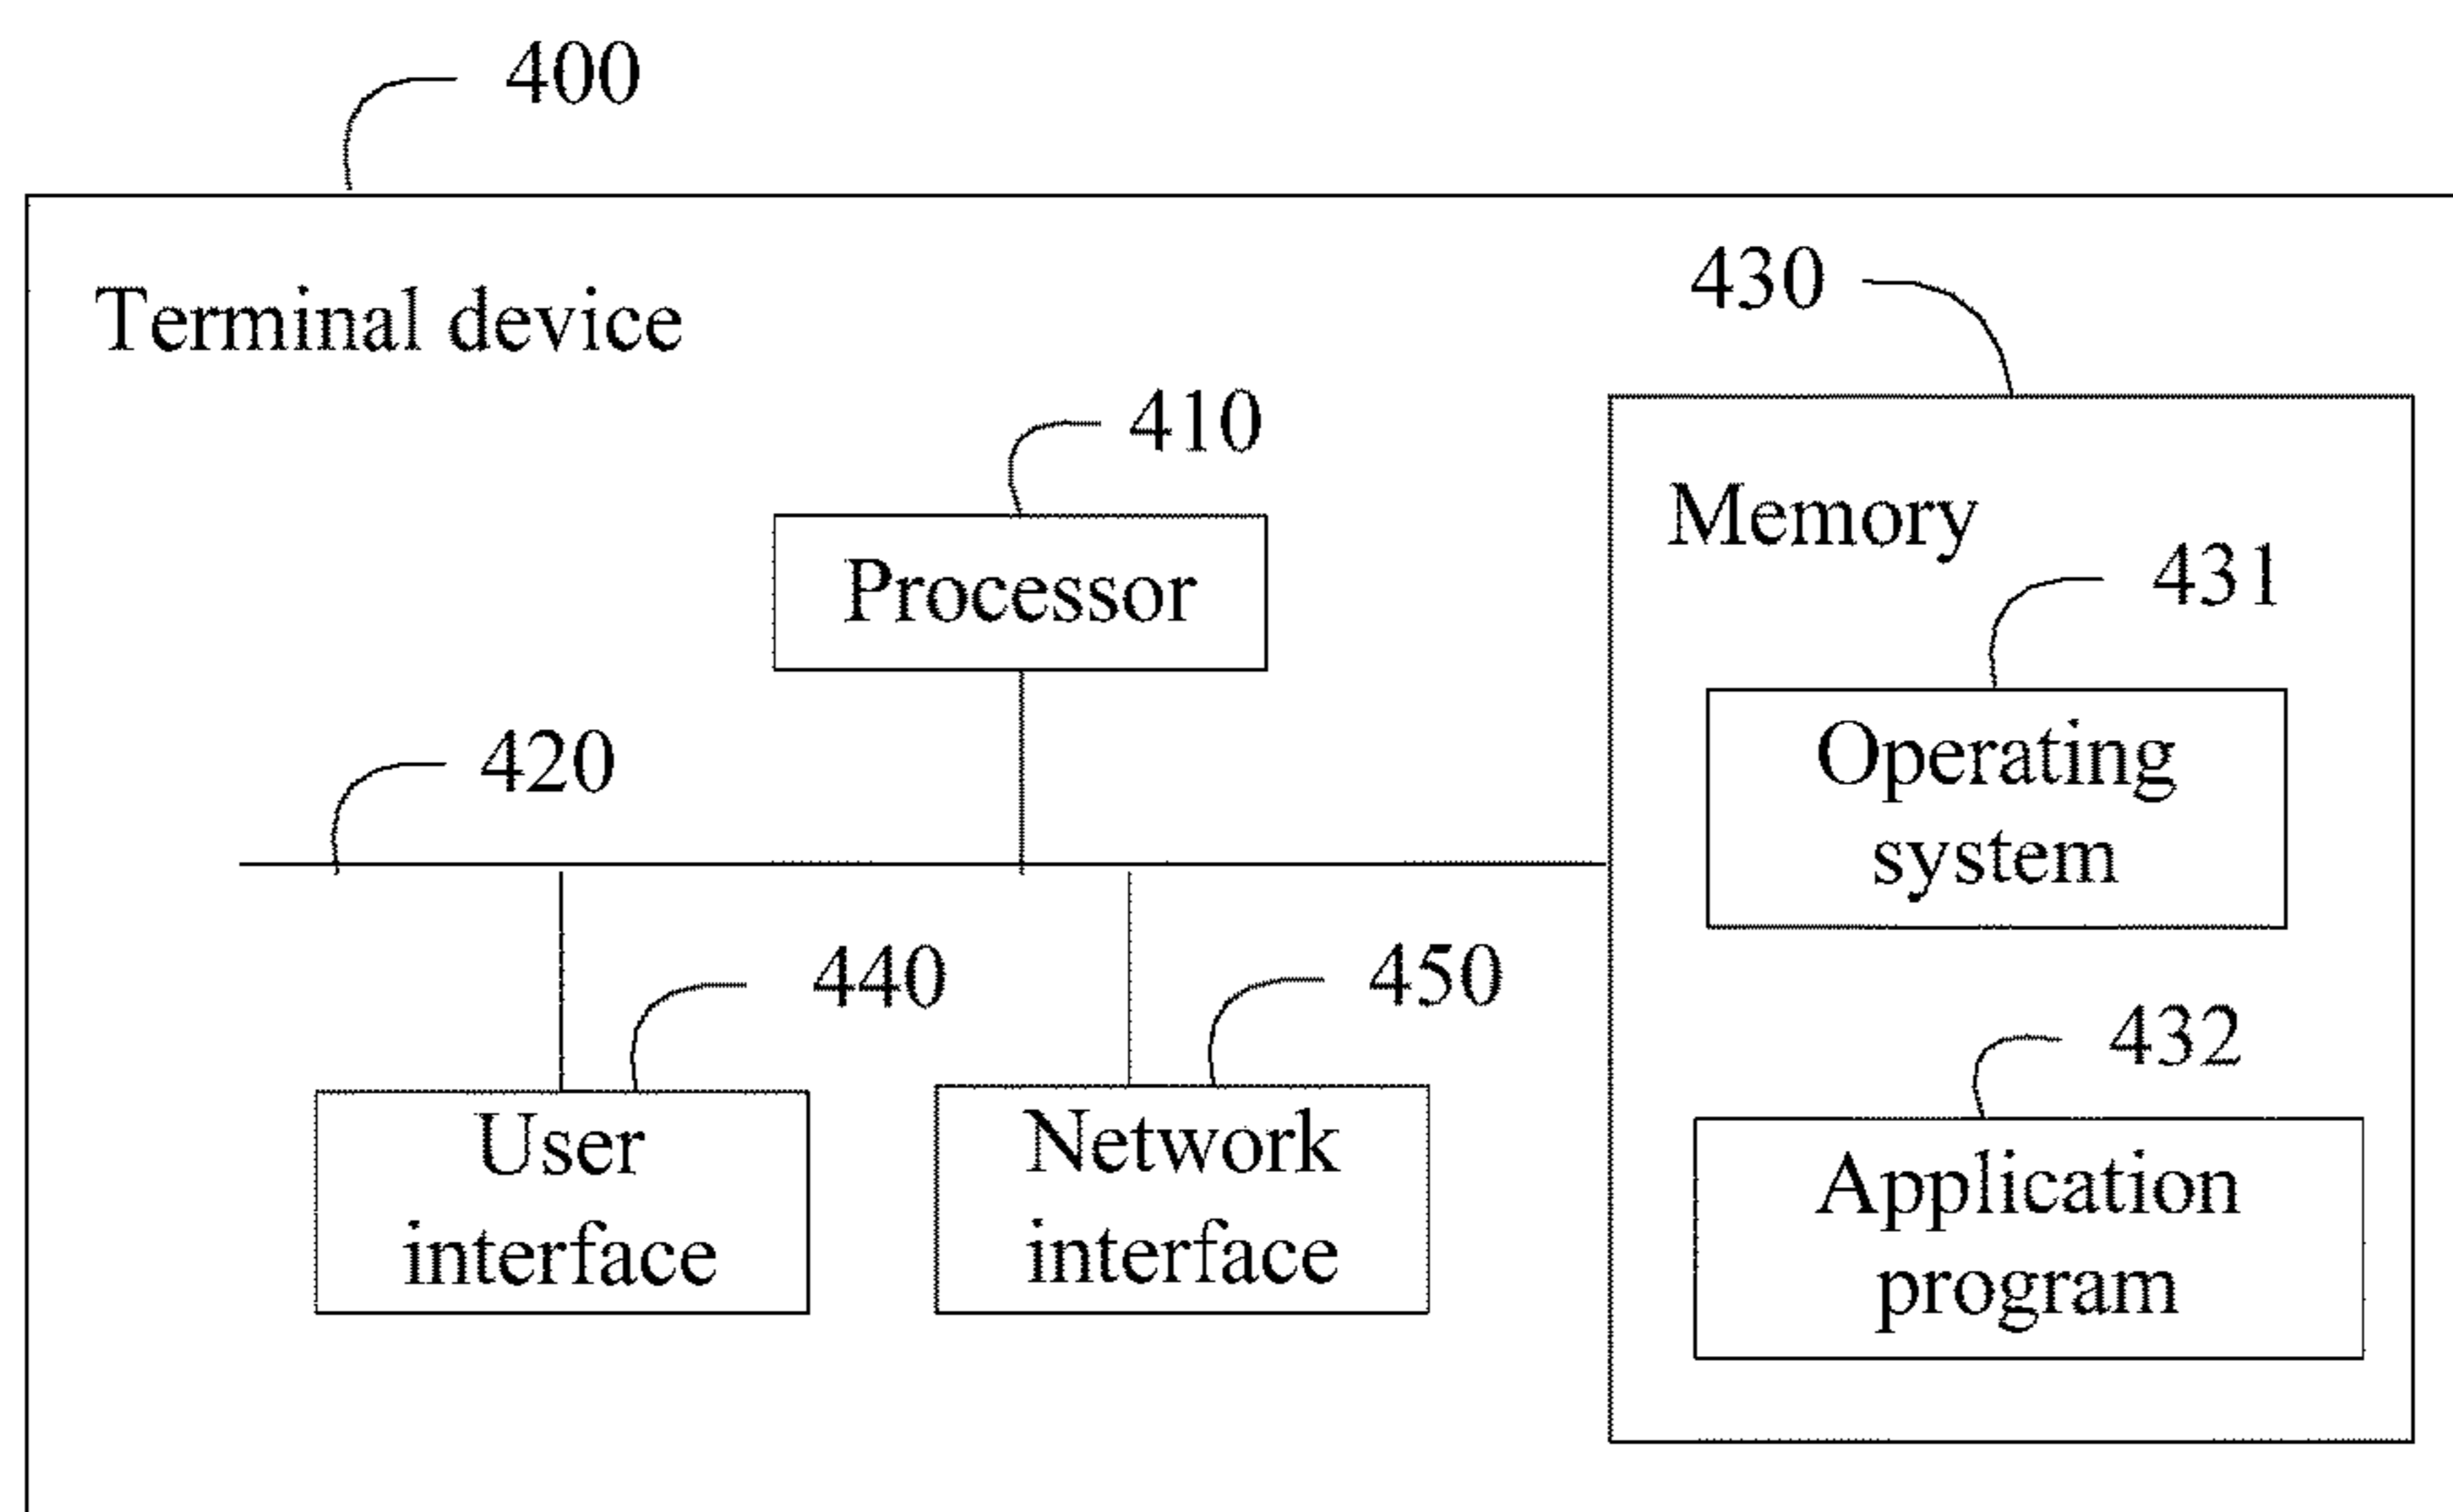 400
Terminal device
430
410
Memory
Processor
431
Operating
system
420
440
450
432
User
interface
Network
interface
Application
program